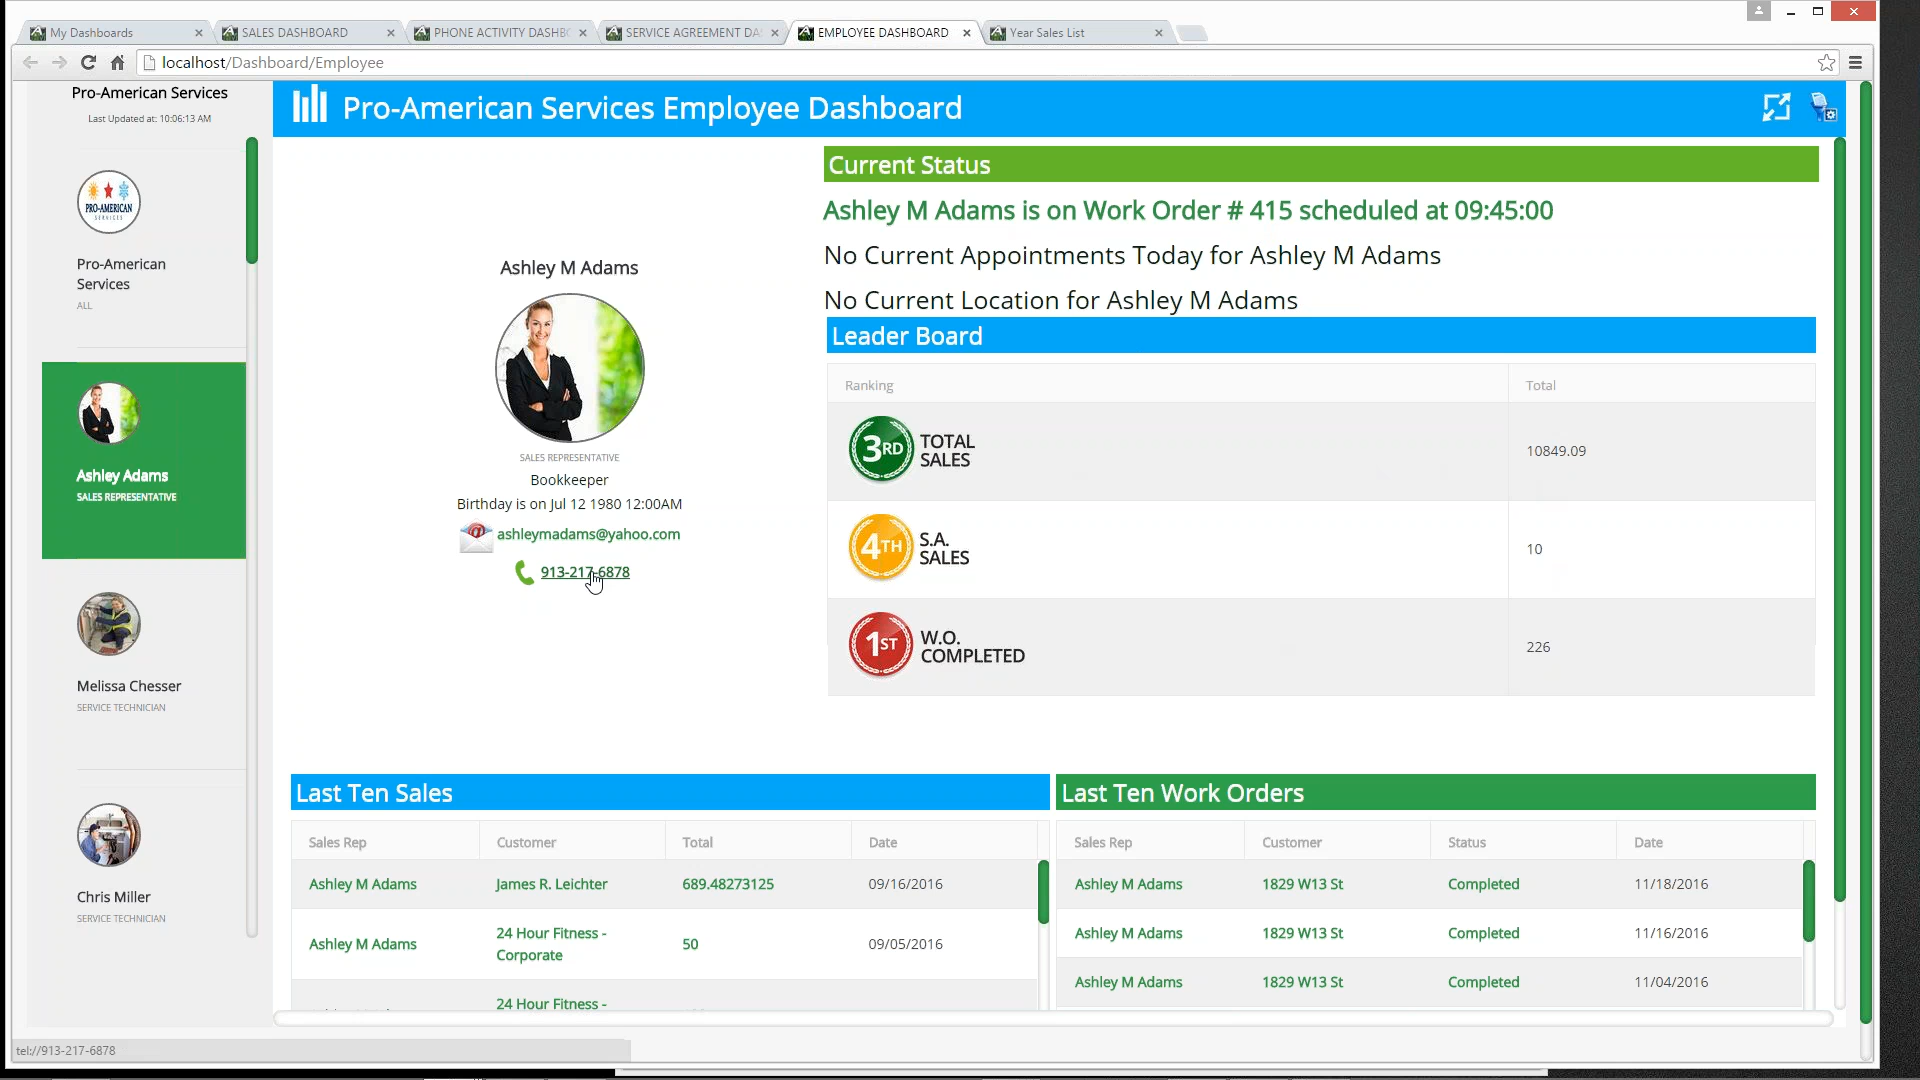 My Dashboards
SALES DASHBOARD
PHONE ACTIVITY DASHBO
SERVICE AGREEMENT DAS
EMPLOYEE DASHBOARD
Year Sales List
localhost/Dashboard/Employee
Pro-American Services
Last Updated at: 10:06:13 AM
PRO-AMERICAN
SERVICES
Pro-American
Services
ALL
Ashley Adams
SALES REPRESENTATIVE
Melissa Chesser
SERVICE TECHNICIAN
Chris Miller
SERVICE TECHNICIAN
Pro-American Services Employee Dashboard
Ashley M Adams
SALES REPRESENTATIVE
Bookkeeper
Birthday is on Jul 12 1980 12:00AM
ashleymadams@yahoo.com
913-217-6878
Current Status
Ashley M Adams is on Work Order # 415 scheduled at 09:45:00
No Current Appointments Today for Ashley M Adams
No Current Location for Ashley M Adams
Leader Board
Ranking Total
3RD TOTAL SALES 10849.09
4TH S.A. SALES 10
1ST W.O. COMPLETED 226
Last Ten Sales
Sales Rep Customer Total Date
Ashley M Adams James R. Leichter 689.48273125 09/16/2016
Ashley M Adams 24 Hour Fitness - Corporate 50 09/05/2016
24 Hour Fitness -
Last Ten Work Orders
Sales Rep Customer Status Date
Ashley M Adams 1829 W13 St Completed 11/18/2016
Ashley M Adams 1829 W13 St Completed 11/16/2016
Ashley M Adams 1829 W13 St Completed 11/04/2016
tel://913-217-6878